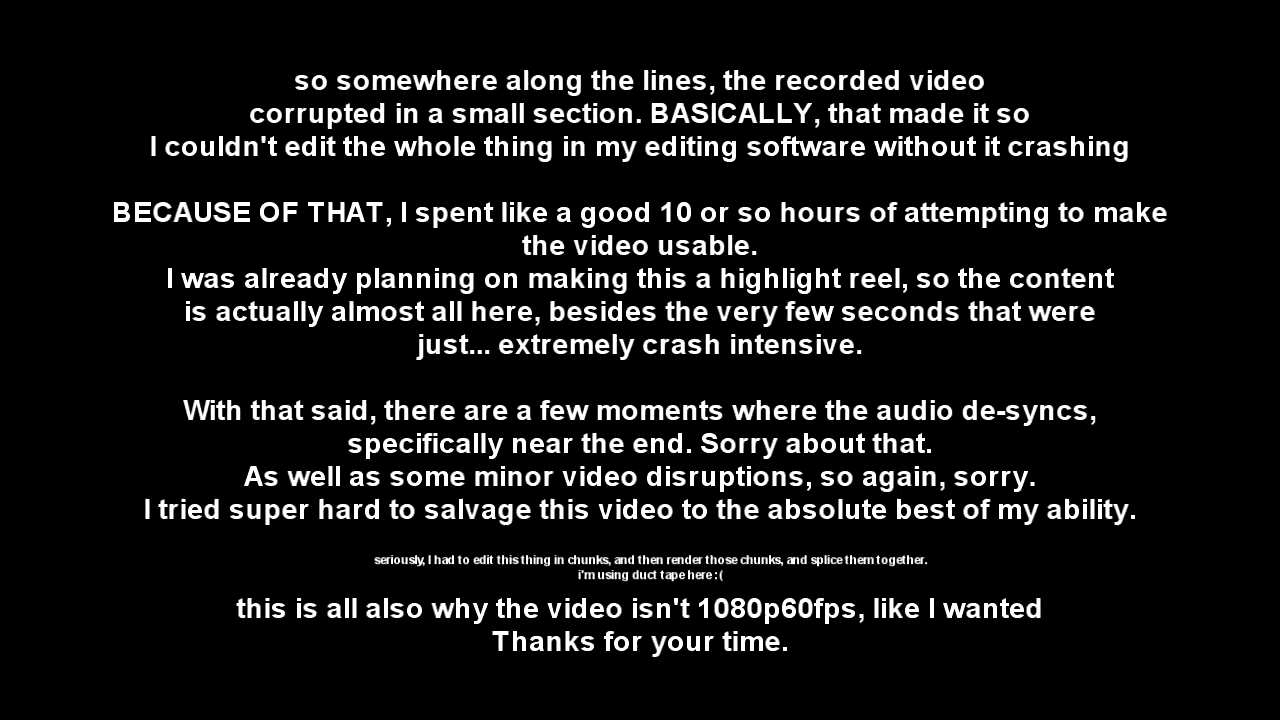 so somewhere along the lines, the recorded video
corrupted in a small section. BASICALLY, that made it so
I couldn't edit the whole thing in my editing software without it crashing
BECAUSE OF THAT, I spent like a good 10 or so hours of attempting to make
the video usable.
I was already planning on making this a highlight reel, so the content
is actually almost all here, besides the very few seconds that were
just... extremely crash intensive.
With that said, there are a few moments where the audio de-syncs,
specifically near the end. Sorry about that.
As well as some minor video disruptions, so again, sorry.
I tried super hard to salvage this video to the absolute best of my ability.
seriously, I had to edit this thing in chunks, and then render those chunks, and splice them together.
i'm using duct tape here :(
this is all also why the video isn't 1080p60fps, like I wanted
Thanks for your time.